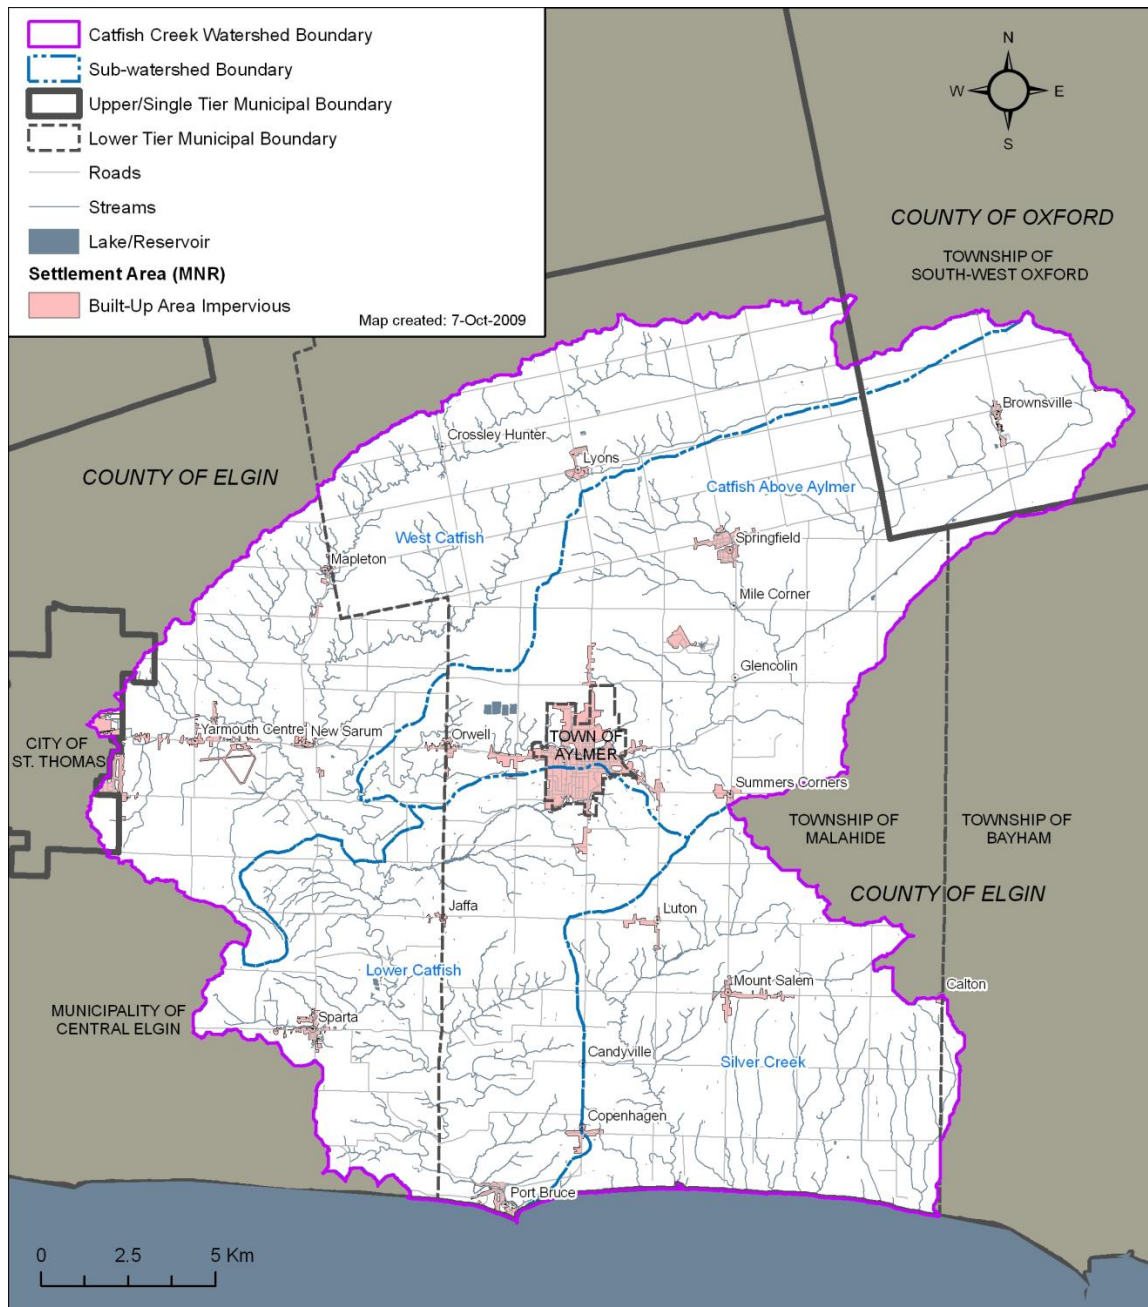 Catfish Creek Watershed Boundary
Sub-watershed Boundary
Upper/Single Tier Municipal Boundary
Lower Tier Municipal Boundary
Roads
Streams
Lake/Reservoir
Settlement Area (MNR)
Built-Up Area Impervious
Map created: 7-Oct-2009
N
W E
S
COUNTY OF OXFORD
TOWNSHIP OF
SOUTH-WEST OXFORD
Brownsville
Crossley Hunter
Lyons
COUNTY OF ELGIN
Catfish Above Aylmer
West Catfish
Springfield
Mapleton
Mile Corner
Glencolin
Yarmouth Centre
New Sarum
Orwell
TOWN OF
AYLMER
CITY OF
ST. THOMAS
Summers Corners
TOWNSHIP OF
MALAHIDE
TOWNSHIP OF
BAYHAM
COUNTY OF ELGIN
Jaffa
Luton
Lower Catfish
Mount Salem
Calton
MUNICIPALITY OF
CENTRAL ELGIN
Sparta
Candyville
Silver Creek
Copenhagen
Port Bruce
0 2.5 5 Km